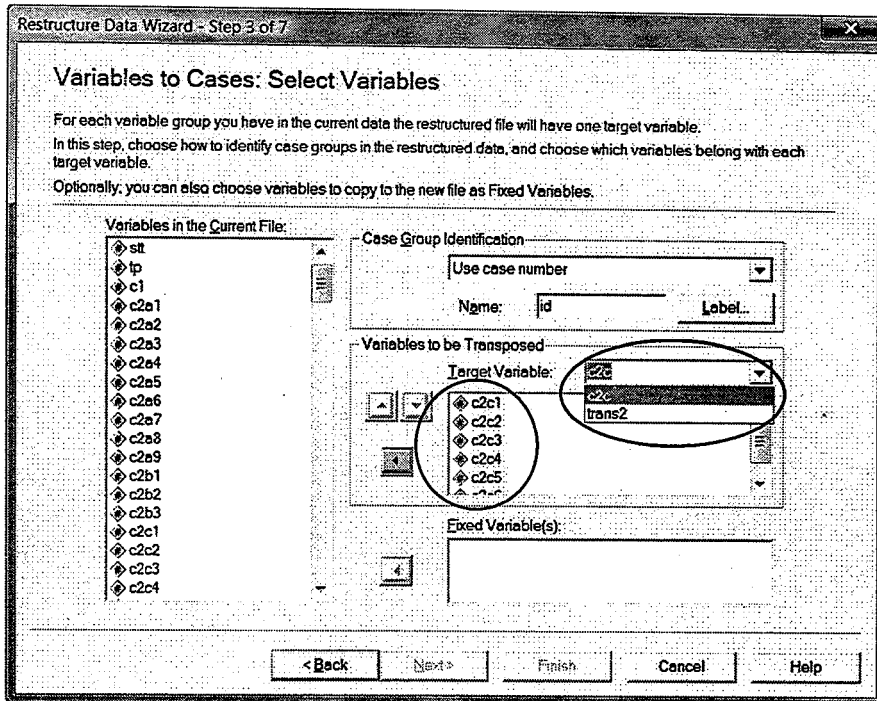 Restructure Data Wizard - Step 3 of 7
Variables to Cases: Select Variables
For each variable group you have in the current data the restructured file will have one target variable.
In this step, choose how to identify case groups in the restructured data, and choose which variables belong with each
target variable.
Optionally, you can also choose variables to copy to the new file as Fixed Variables.
Variables in the Current File:
stt
tp
c1
c2a1
c2a2
c2a3
c2a4
c2a5
c2a6
c2a7
c2a8
c2a9
c2b1
c2b2
c2b3
c2c1
c2c2
c2c3
c2c4
Case Group Identification
Use case number
Name: id Label...
Variables to be Transposed
Target Variable: c2c
c2c
trans2
c2c1
c2c2
c2c3
c2c4
c2c5
Fixed Variable(s):
< Back Next > Finish Cancel Help